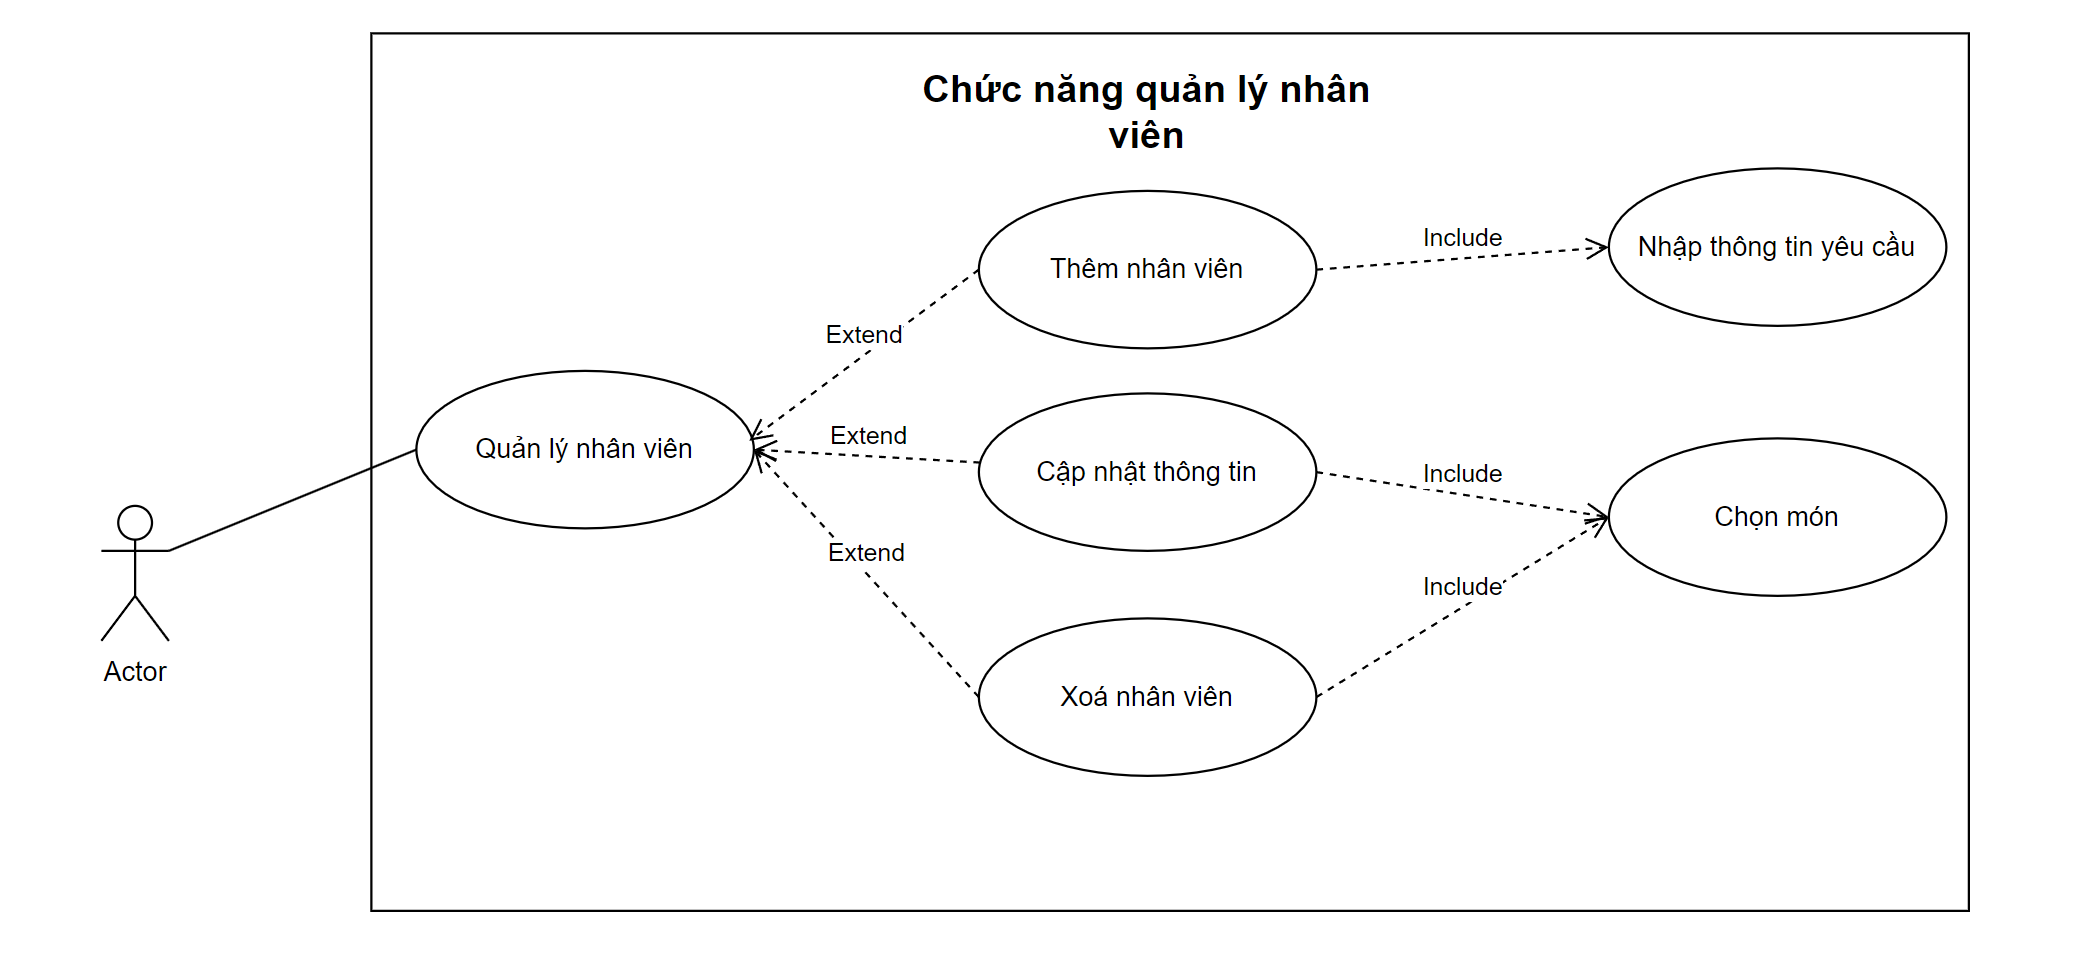 Chức năng quản lý nhân
viên
Thêm nhân viên
Include
Nhập thông tin yêu cầu
Extend
Quản lý nhân viên
Extend
Cập nhật thông tin
Include
Chọn món
Extend
Include
Xoá nhân viên
Actor